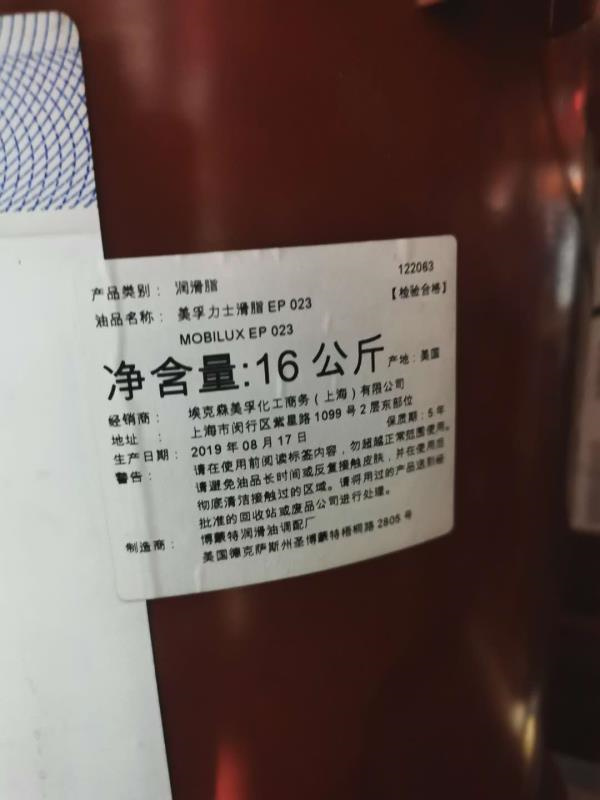 122063
产品类别： 润滑脂 【检验合格】
油品名称： 美孚力士滑脂 EP 023
MOBILUX EP 023
净含量:16 公斤 产地：美国
经销商： 埃克森美孚化工商务（上海）有限公司
地址 ： 上海市闵行区紫星路 1099 号 2 层东部位
生产日期： 2019 年 08 月 17 日 保质期：5 年
警告： 请在使用前阅读标签内容，勿超越正常范围使用。
请避免油品长时间或反复接触皮肤，并在使用后
彻底清洁接触过的区域。请将用过的产品送到经
批准的回收站或废品公司进行处理。
制造商： 博蒙特润滑油调配厂
美国德克萨斯州圣博蒙特梧桐路 2805 号